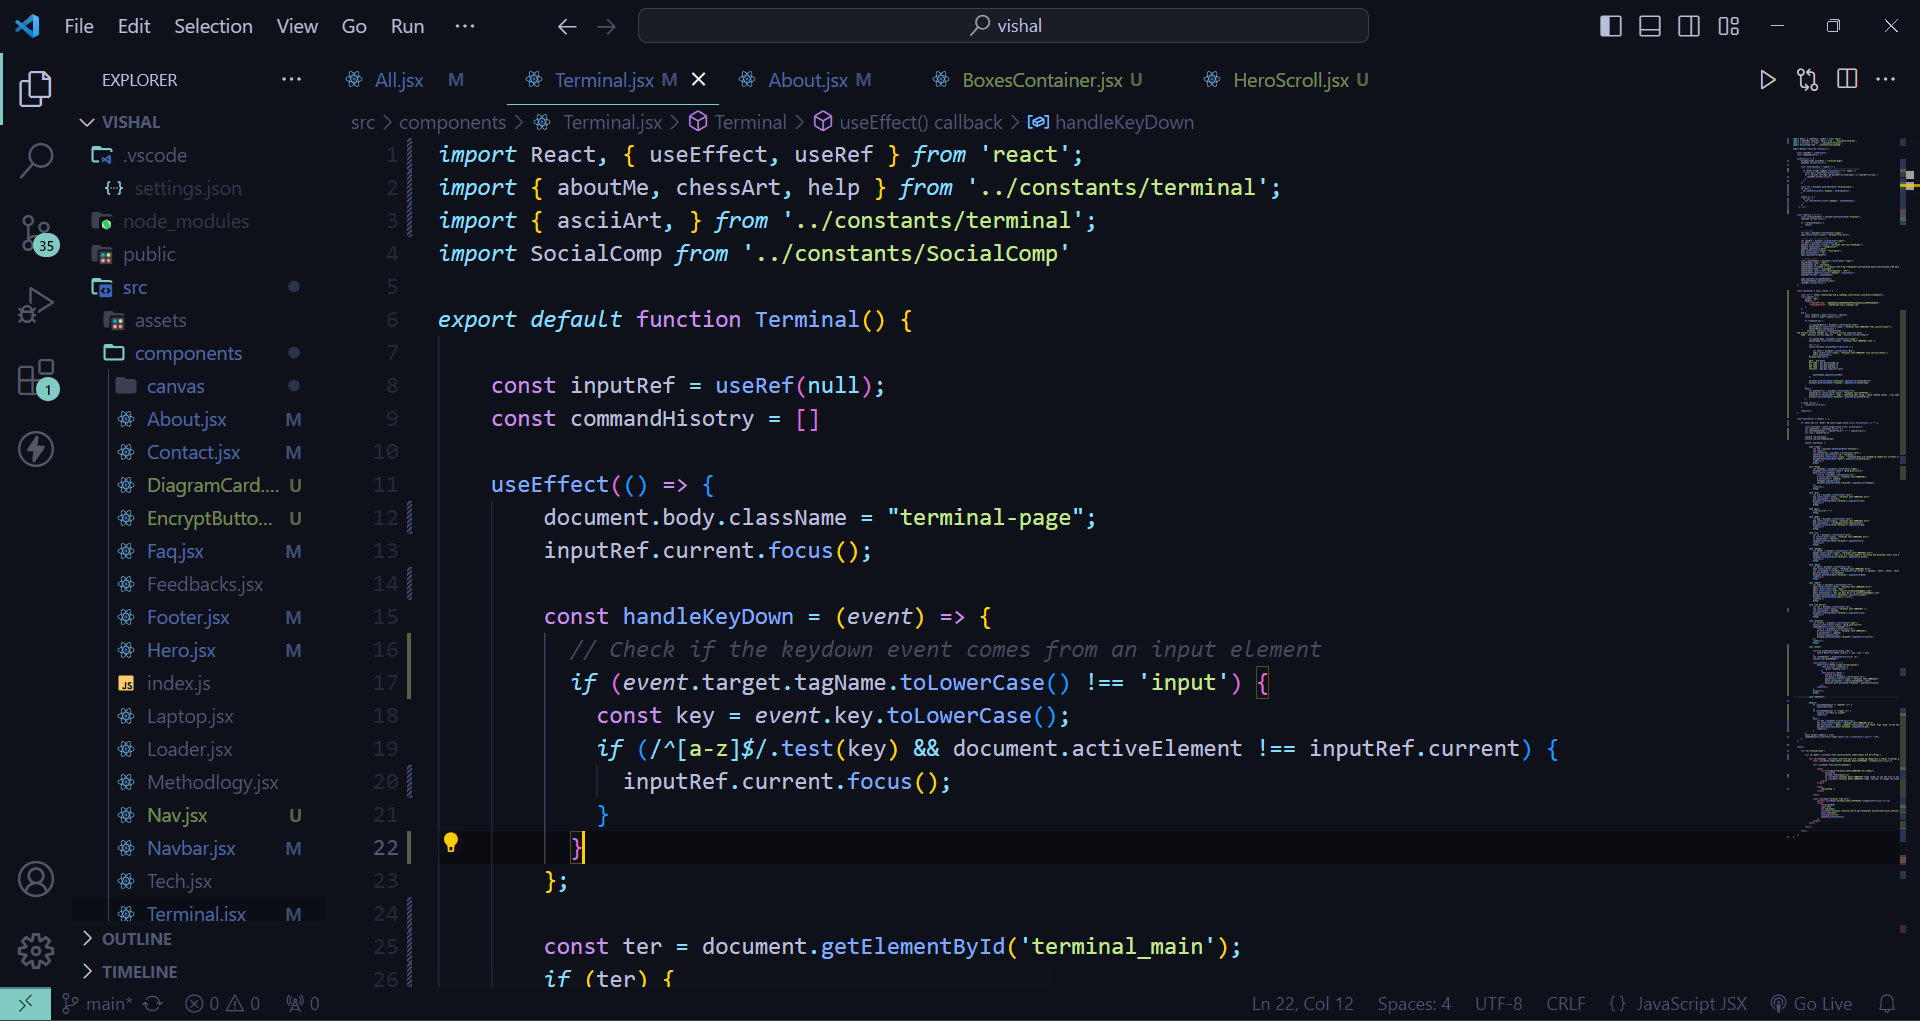 File Edit Selection View Go Run ··· vishal
EXPLORER ···
All.jsx M Terminal.jsx M About.jsx M BoxesContainer.jsx U HeroScroll.jsx U
src > components > Terminal.jsx > Terminal > useEffect() callback > handleKeyDown
VISHAL
.vscode
settings.json
node_modules
public
src
assets
components
canvas
About.jsx M
Contact.jsx M
DiagramCard.... U
EncryptButto... U
Faq.jsx M
Feedbacks.jsx
Footer.jsx M
Hero.jsx M
index.js
Laptop.jsx
Loader.jsx
Methodlogy.jsx
Nav.jsx U
Navbar.jsx M
Tech.jsx
Terminal.jsx M
OUTLINE
TIMELINE
35
1
1 import React, { useEffect, useRef } from 'react';
2 import { aboutMe, chessArt, help } from '../constants/terminal';
3 import { asciiArt, } from '../constants/terminal';
4 import SocialComp from '../constants/SocialComp'
5
6 export default function Terminal() {
7
8 const inputRef = useRef(null);
9 const commandHisotry = []
10
11 useEffect(() => {
12 document.body.className = "terminal-page";
13 inputRef.current.focus();
14
15 const handleKeyDown = (event) => {
16 // Check if the keydown event comes from an input element
17 if (event.target.tagName.toLowerCase() !== 'input') {
18 const key = event.key.toLowerCase();
19 if (/^[a-z]$/.test(key) && document.activeElement !== inputRef.current) {
20 inputRef.current.focus();
21 }
22 }
23 };
24
25 const ter = document.getElementById('terminal_main');
26 if (ter) {
main* 0 0 0 Ln 22, Col 12 Spaces: 4 UTF-8 CRLF {} JavaScript JSX Go Live